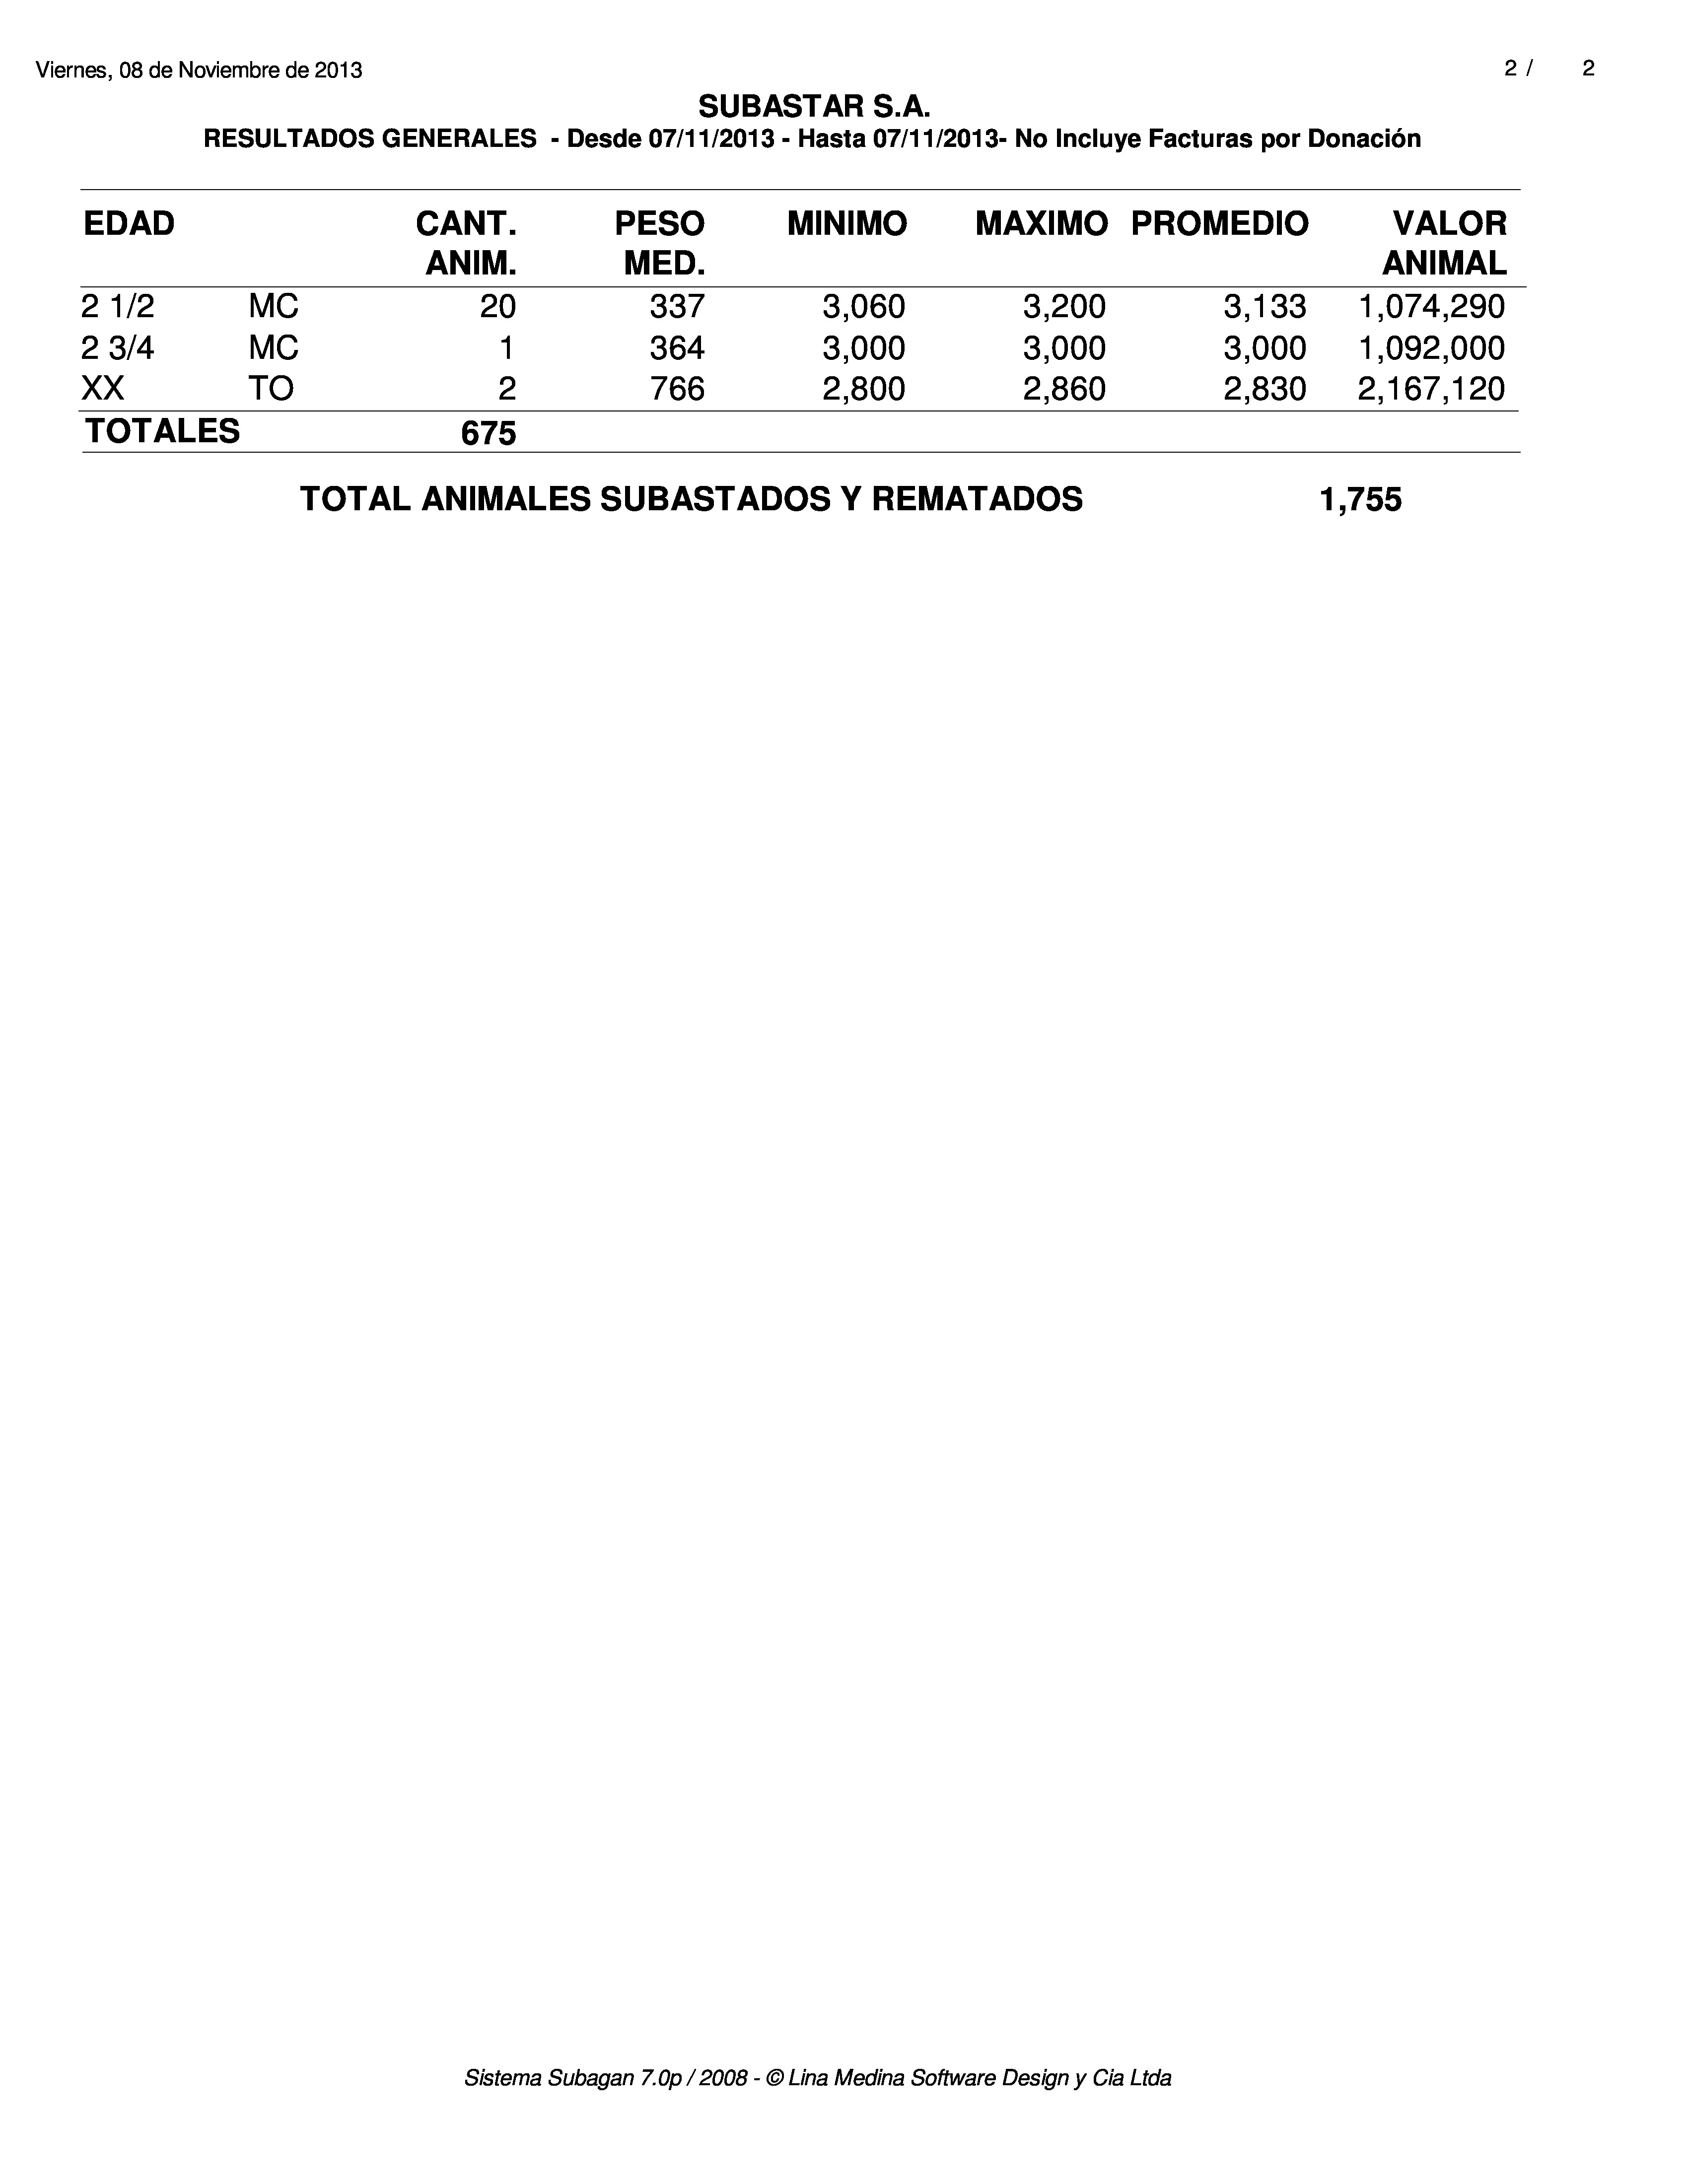 Viernes, 08 de Noviembre de 2013 2 / 2
SUBASTAR S.A.
RESULTADOS GENERALES - Desde 07/11/2013 - Hasta 07/11/2013- No Incluye Facturas por Donación
EDAD CANT. PESO MINIMO MAXIMO PROMEDIO VALOR
ANIM. MED. ANIMAL
2 1/2 MC 20 337 3,060 3,200 3,133 1,074,290
2 3/4 MC 1 364 3,000 3,000 3,000 1,092,000
XX TO 2 766 2,800 2,860 2,830 2,167,120
TOTALES 675
TOTAL ANIMALES SUBASTADOS Y REMATADOS 1,755
Sistema Subagan 7.0p / 2008 - © Lina Medina Software Design y Cia Ltda